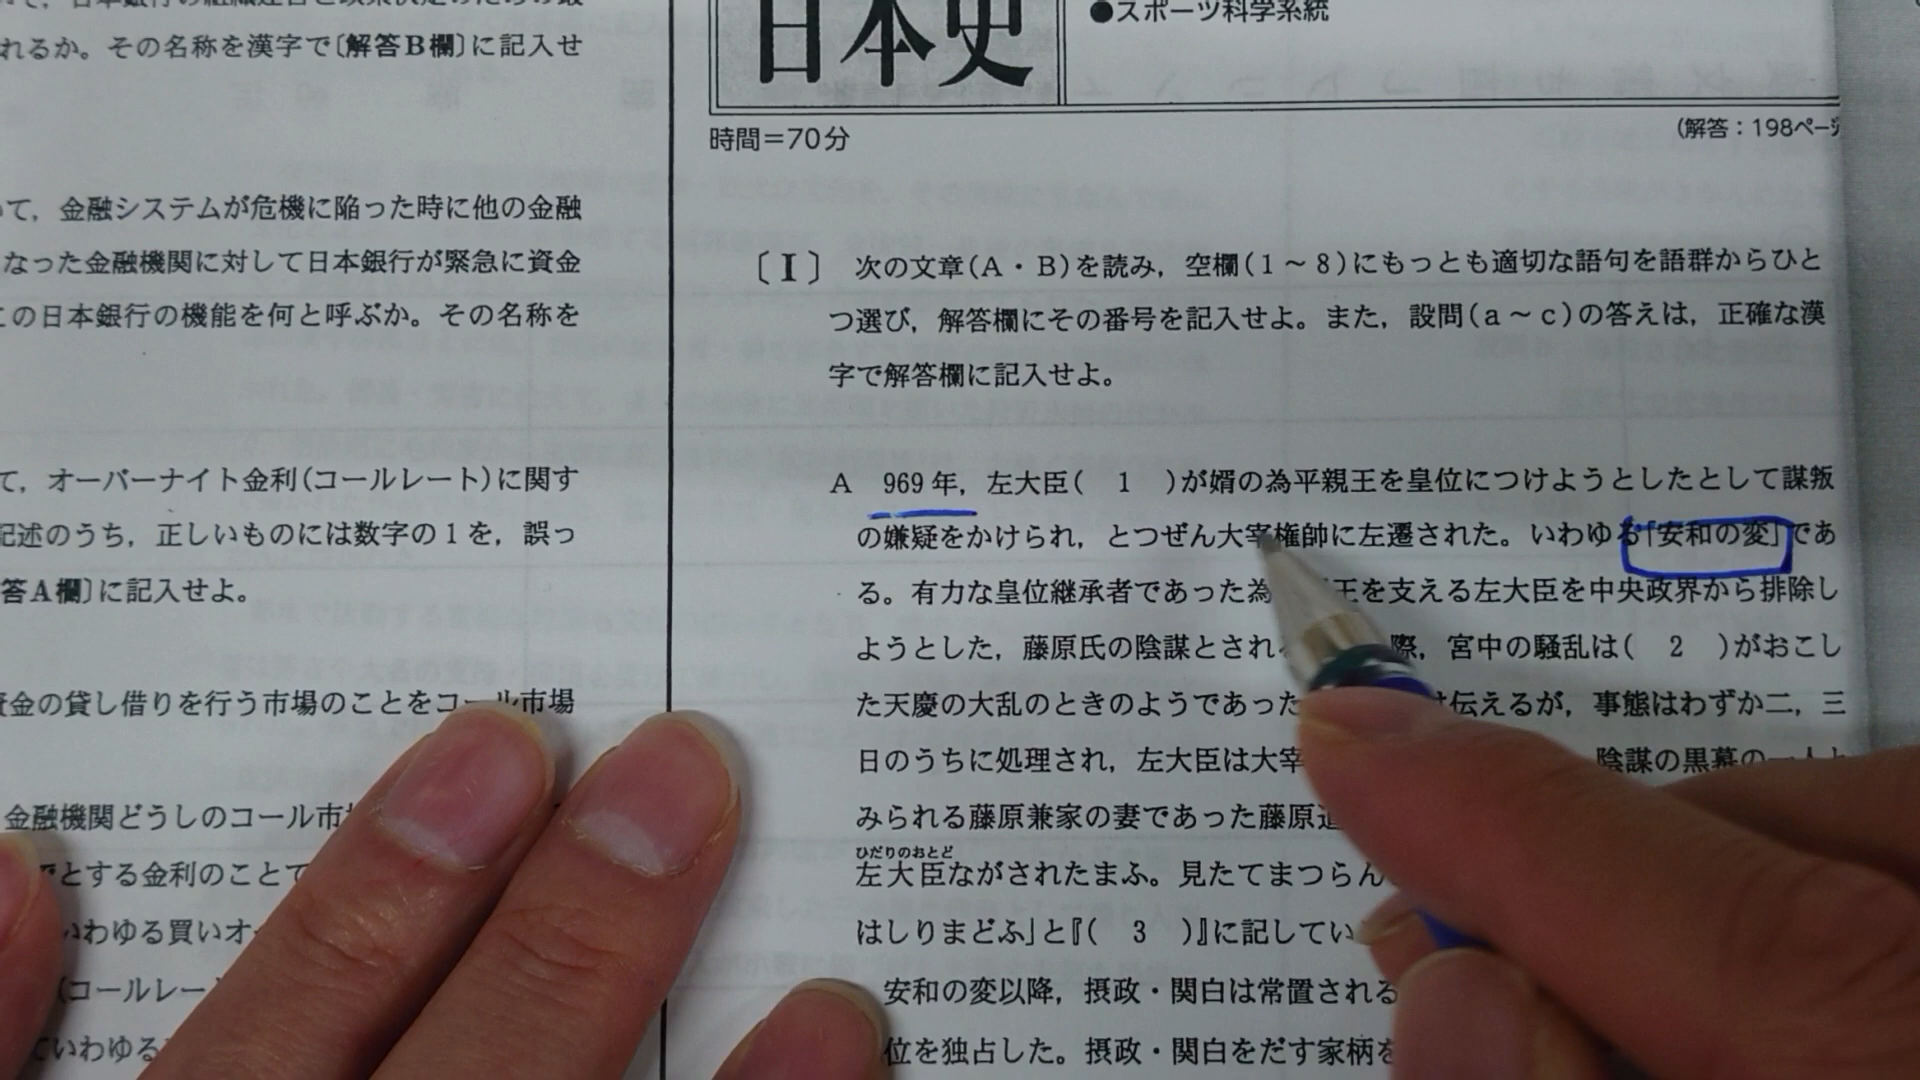 れるか。その名称を漢字で〔解答B欄〕に記入せ
て，金融システムが危機に陥った時に他の金融
なった金融機関に対して日本銀行が緊急に資金
この日本銀行の機能を何と呼ぶか。その名称を
て，オーバーナイト金利(コールレート)に関す
記述のうち，正しいものには数字の1を，誤っ
答A欄〕に記入せよ。
資金の貸し借りを行う市場のことをコール市場
金融機関どうしのコール市
とする金利のことで
いわゆる買いオ
(コールレー
いわゆる
日本史
●スポーツ科学系統
時間＝70分
(解答：198ペー
〔I〕 次の文章(A・B)を読み，空欄(1～8)にもっとも適切な語句を語群からひと
つ選び，解答欄にその番号を記入せよ。また，設問(a～c)の答えは，正確な漢
字で解答欄に記入せよ。
A 969年，左大臣( 1 )が婿の為平親王を皇位につけようとしたとして謀叛
の嫌疑をかけられ，とつぜん大宰権帥に左遷された。いわゆる「安和の変」であ
る。有力な皇位継承者であった為 王を支える左大臣を中央政界から排除し
ようとした，藤原氏の陰謀とされ 際，宮中の騒乱は( 2 )がおこし
た天慶の大乱のときのようであった 伝えるが，事態はわずか二，三
日のうちに処理され，左大臣は大宰 陰謀の黒幕の一人と
みられる藤原兼家の妻であった藤原道
ひだりのおとど
左大臣ながされたまふ。見たてまつらん
はしりまどふ」と『( 3 )』に記してい
安和の変以降，摂政・関白は常置される
位を独占した。摂政・関白をだす家柄を